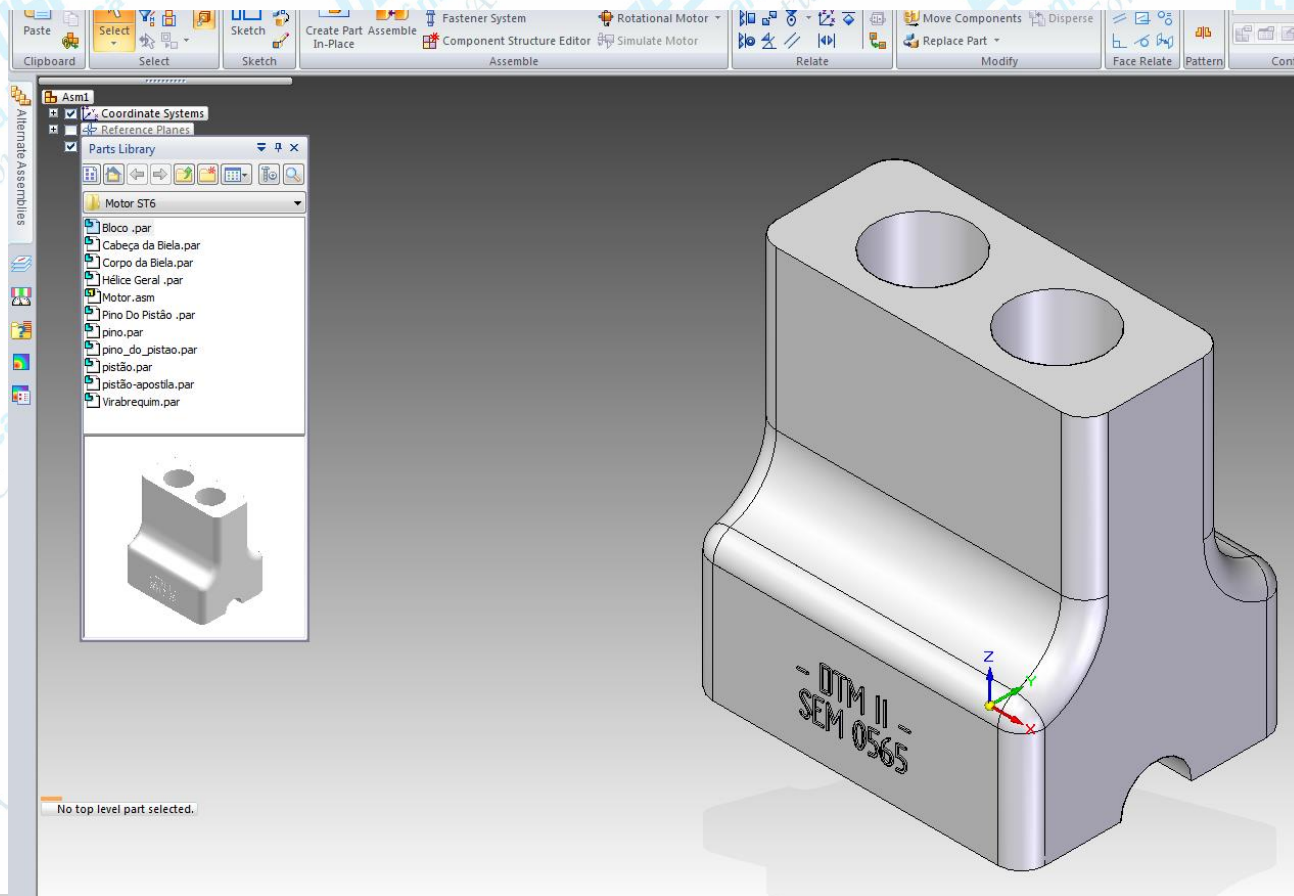 Paste
Select
Sketch
Create Part
In-Place
Assemble
Fastener System
Component Structure Editor
Rotational Motor
Simulate Motor
Move Components
Disperse
Replace Part
Clipboard
Select
Sketch
Assemble
Relate
Modify
Face Relate
Pattern
Alternate Assemblies
Asm1
Coordinate Systems
Reference Planes
Parts Library
Motor ST6
Bloco .par
Cabeça da Biela.par
Corpo da Biela.par
Hélice Geral .par
Motor.asm
Pino Do Pistão .par
pino.par
pino_do_pistao.par
pistão.par
pistão-apostila.par
Virabrequim.par
- DTM II -
SEM 0565
Z
Y
X
No top level part selected.